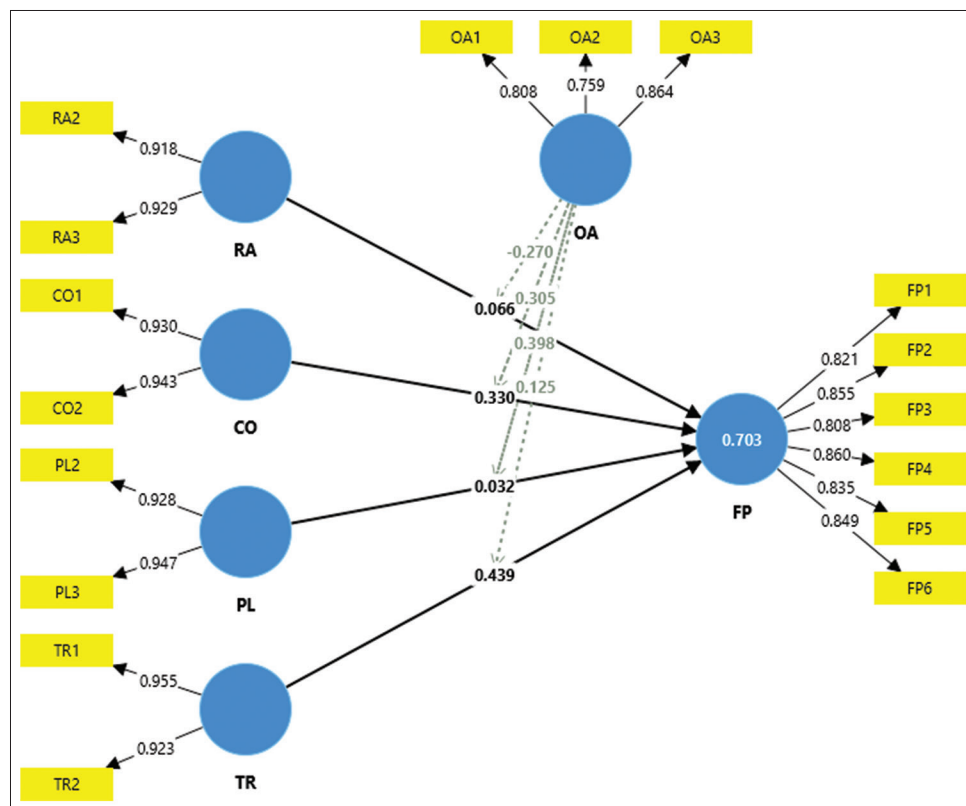 OA1
OA2
OA3
0.808
0.759
0.864
RA2
0.918
0.929
RA3
RA
OA
-0.270
0.066
0.305
CO1
0.930
0.943
CO2
CO
0.398
0.125
0.330
FP1
FP2
FP3
FP4
FP5
FP6
0.821
0.855
0.808
0.860
0.835
0.849
0.703
FP
PL2
0.928
0.947
PL3
PL
0.032
0.439
TR1
0.955
0.923
TR2
TR